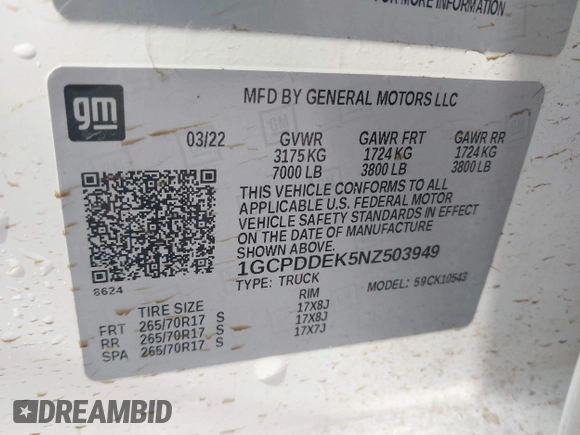 FOR MORE INFORMATION
gm
MFD BY GENERAL MOTORS LLC
03/22 GVWR GAWR FRT GAWR RR
3175 KG 1724 KG 1724 KG
7000 LB 3800 LB 3800 LB
THIS VEHICLE CONFORMS TO ALL
APPLICABLE U.S. FEDERAL MOTOR
VEHICLE SAFETY STANDARDS IN EFFECT
ON THE DATE OF MANUFACTURE
SHOWN ABOVE.
1GCPDDEK5NZ503949
8624
TYPE: TRUCK MODEL: 59CK10543
TIRE SIZE RIM
FRT 265/70R17 S 17X8J
RR 265/70R17 S 17X8J
SPA 265/70R17 S 17X7J
DREAMBID